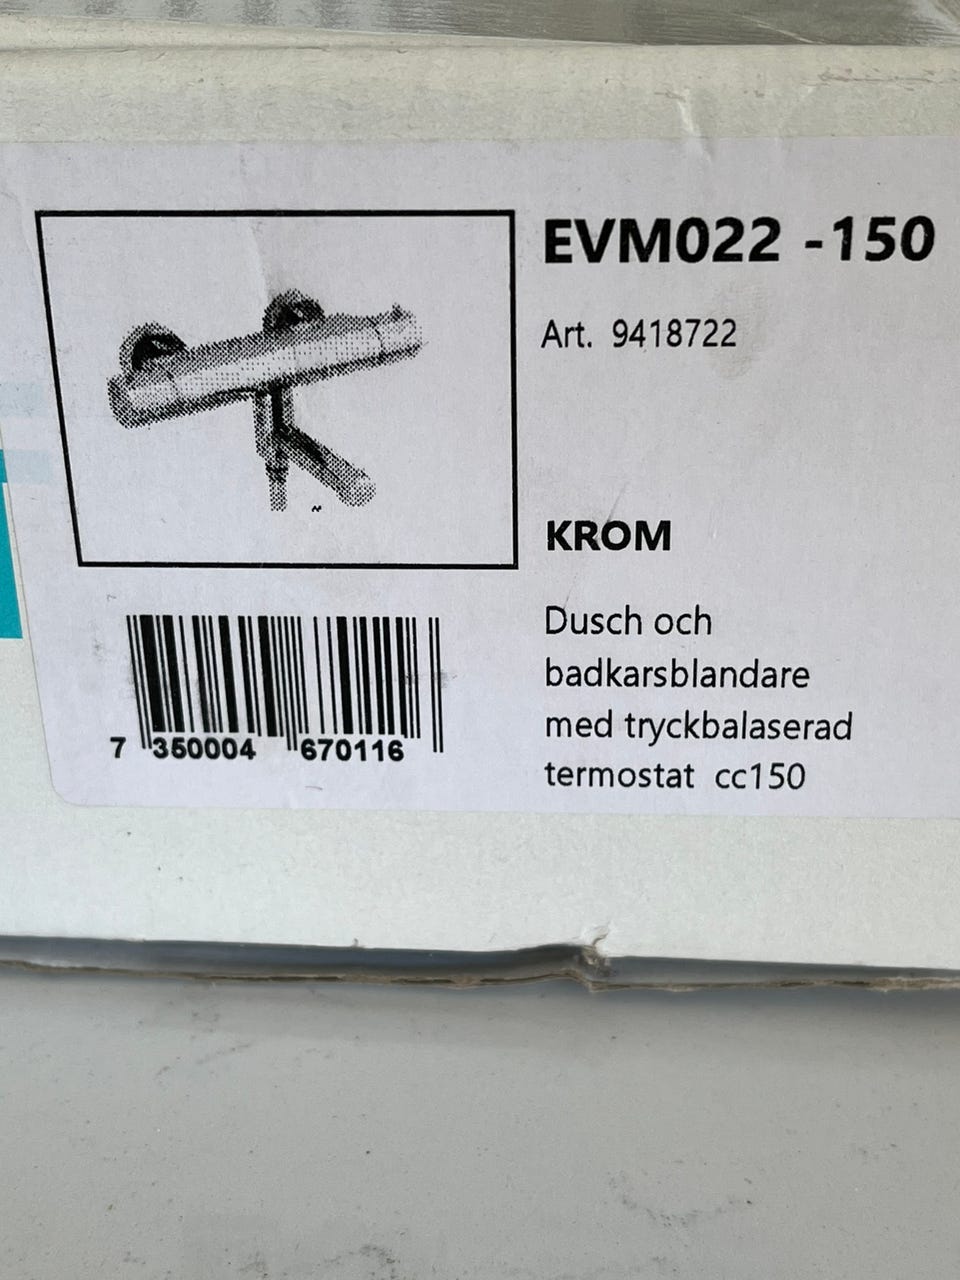 EVM022 -150
Art. 9418722
KROM
Dusch och
badkarsblandare
med tryckbalaserad
termostat cc150
7 350004 670116